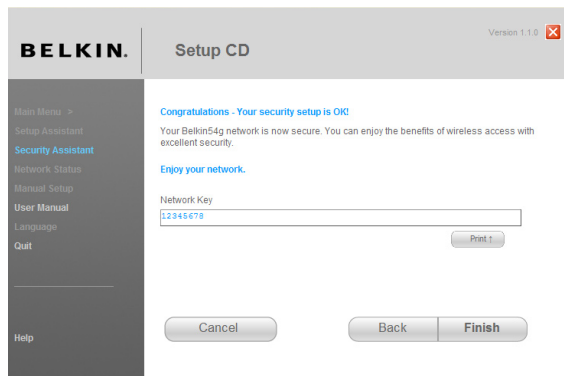 Version 1.1.0
BELKIN.
Setup CD
Main Menu >
Setup Assistant
Security Assistant
Network Status
Manual Setup
User Manual
Language
Quit
Help
Congratulations - Your security setup is OK!
Your Belkin54g network is now secure. You can enjoy the benefits of wireless access with
excellent security.
Enjoy your network.
Network Key
12345678
Print ↑
Cancel
Back
Finish